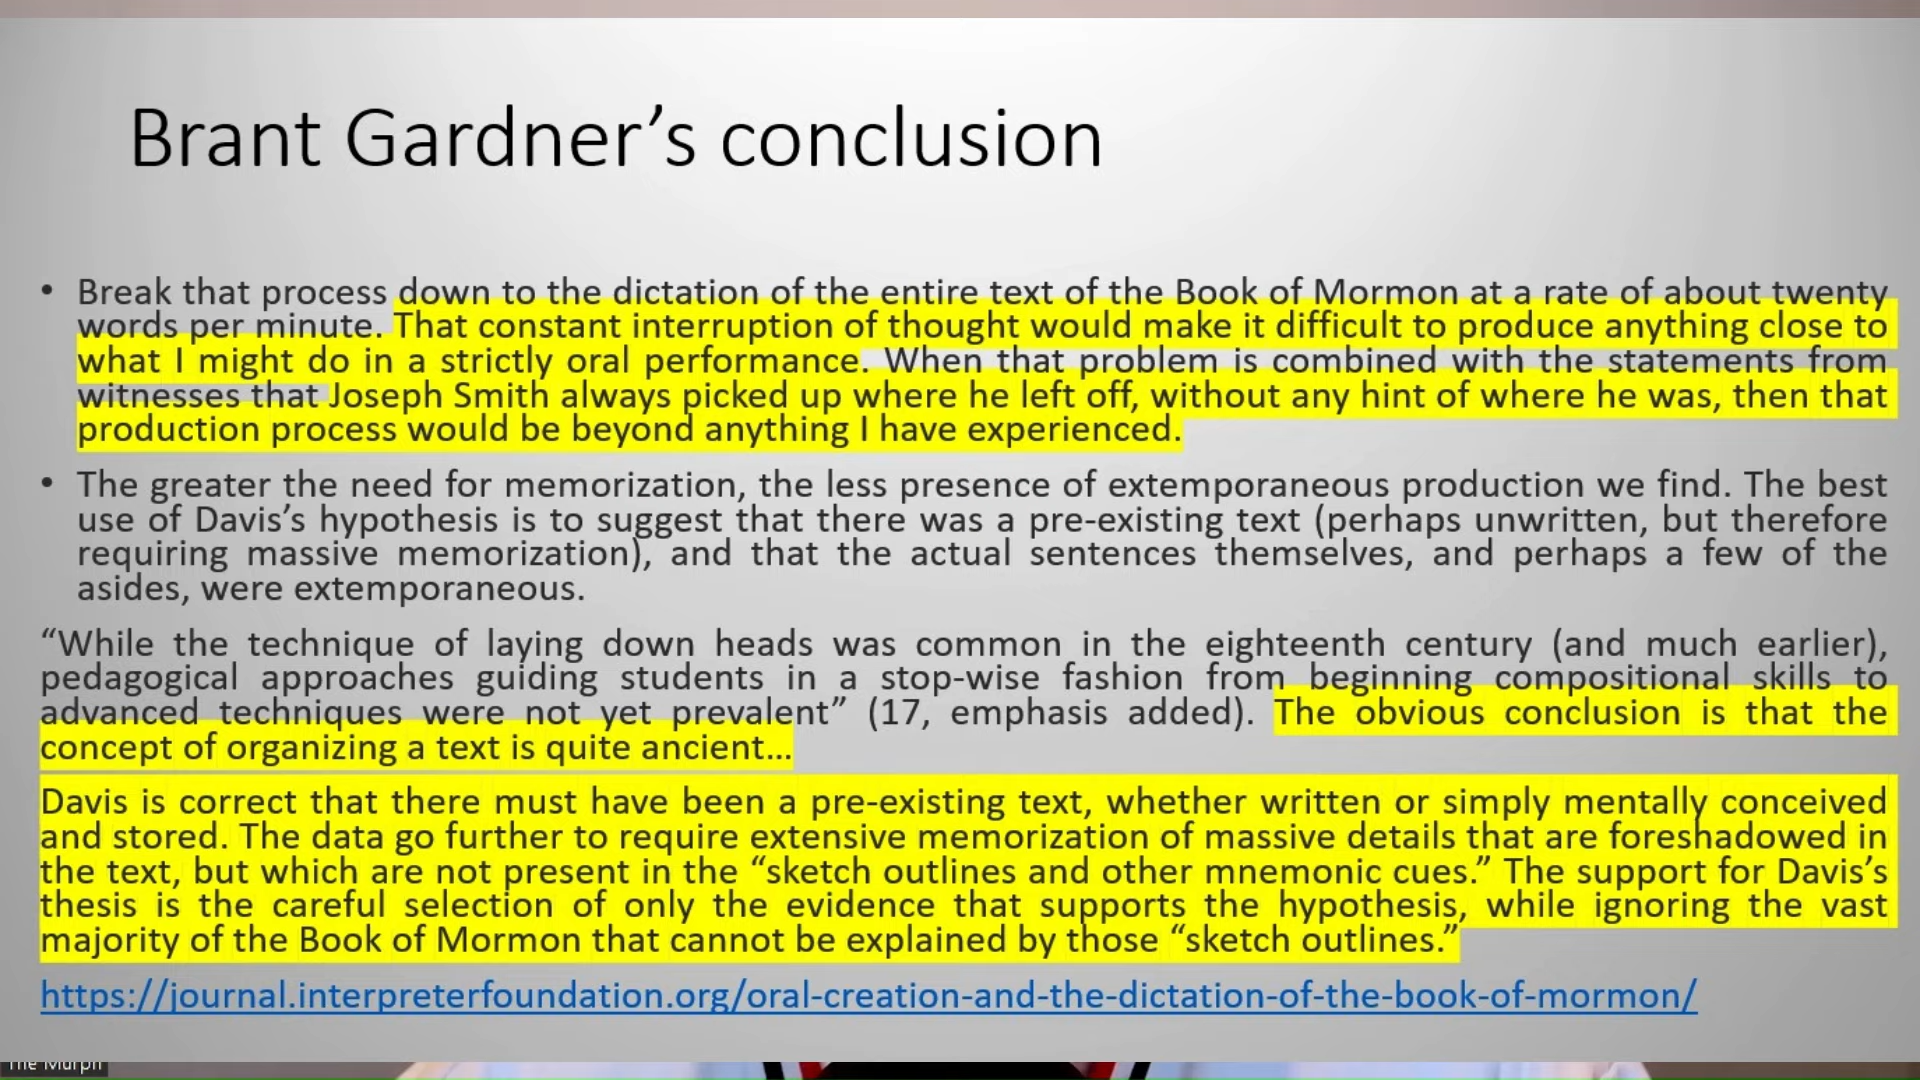 Brant Gardner’s conclusion
• Break that process down to the dictation of the entire text of the Book of Mormon at a rate of about twenty
words per minute. That constant interruption of thought would make it difficult to produce anything close to
what I might do in a strictly oral performance. When that problem is combined with the statements from
witnesses that Joseph Smith always picked up where he left off, without any hint of where he was, then that
production process would be beyond anything I have experienced.
• The greater the need for memorization, the less presence of extemporaneous production we find. The best
use of Davis’s hypothesis is to suggest that there was a pre-existing text (perhaps unwritten, but therefore
requiring massive memorization), and that the actual sentences themselves, and perhaps a few of the
asides, were extemporaneous.
“While the technique of laying down heads was common in the eighteenth century (and much earlier),
pedagogical approaches guiding students in a stop-wise fashion from beginning compositional skills to
advanced techniques were not yet prevalent” (17, emphasis added). The obvious conclusion is that the
concept of organizing a text is quite ancient…
Davis is correct that there must have been a pre-existing text, whether written or simply mentally conceived
and stored. The data go further to require extensive memorization of massive details that are foreshadowed in
the text, but which are not present in the “sketch outlines and other mnemonic cues.” The support for Davis’s
thesis is the careful selection of only the evidence that supports the hypothesis, while ignoring the vast
majority of the Book of Mormon that cannot be explained by those “sketch outlines.”
https://journal.interpreterfoundation.org/oral-creation-and-the-dictation-of-the-book-of-mormon/
The Murph